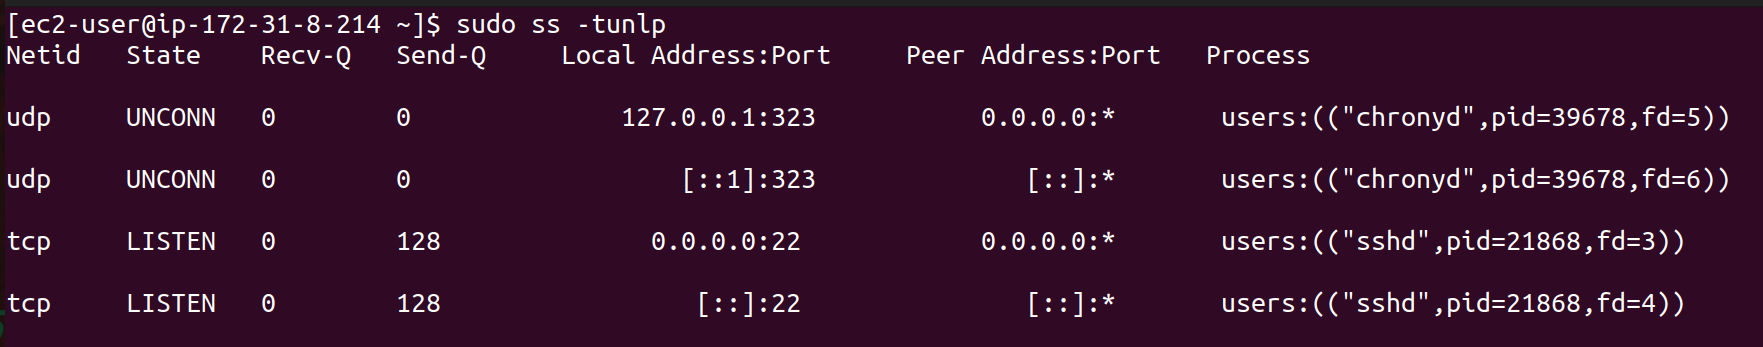 [ec2-user@ip-172-31-8-214 ~]$ sudo ss -tunlp
Netid   State    Recv-Q   Send-Q     Local Address:Port     Peer Address:Port   Process
udp     UNCONN   0        0              127.0.0.1:323           0.0.0.0:*       users:(("chronyd",pid=39678,fd=5))
udp     UNCONN   0        0                  [::1]:323              [::]:*       users:(("chronyd",pid=39678,fd=6))
tcp     LISTEN   0        128              0.0.0.0:22            0.0.0.0:*       users:(("sshd",pid=21868,fd=3))
tcp     LISTEN   0        128                 [::]:22               [::]:*       users:(("sshd",pid=21868,fd=4))